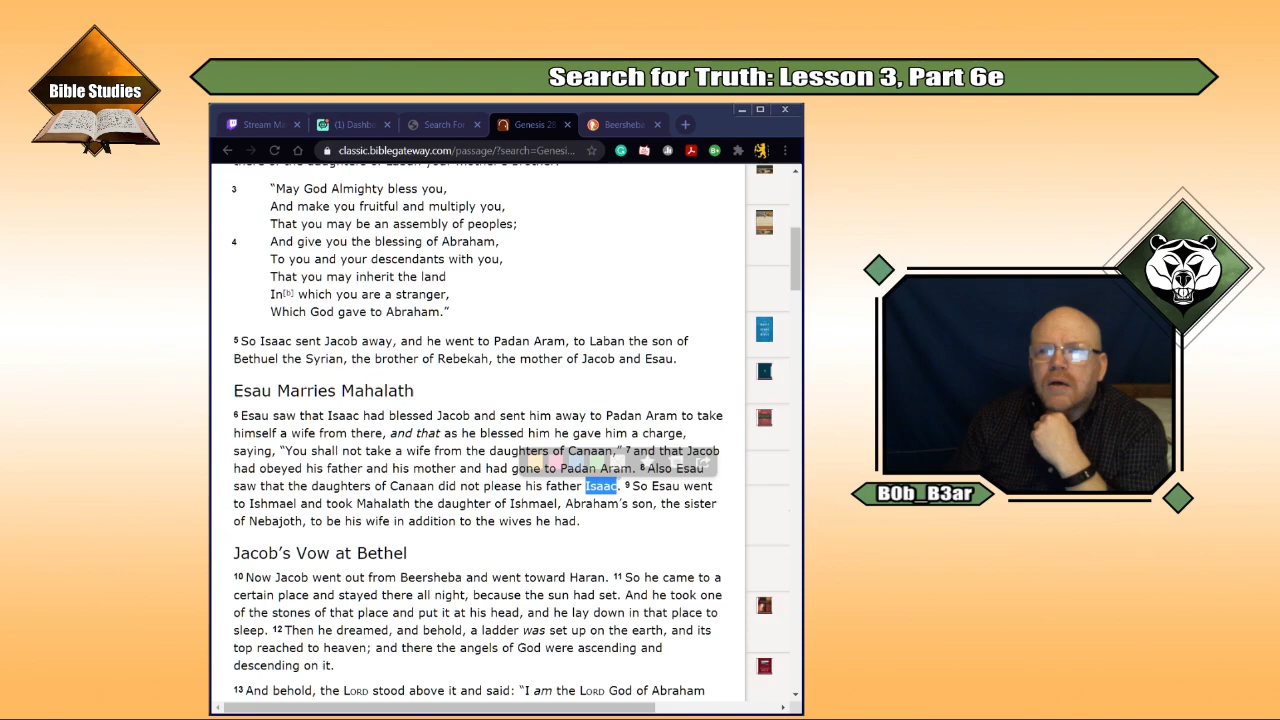 Bible Studies
Search for Truth: Lesson 3, Part 6e
Stream Ma
(1) Dashbo
Search For
Genesis 28
Beersheba
classic.biblegateway.com/passage/?search=Genesi...
3 "May God Almighty bless you,
And make you fruitful and multiply you,
That you may be an assembly of peoples;
4 And give you the blessing of Abraham,
To you and your descendants with you,
That you may inherit the land
In[b] which you are a stranger,
Which God gave to Abraham."
5 So Isaac sent Jacob away, and he went to Padan Aram, to Laban the son of
Bethuel the Syrian, the brother of Rebekah, the mother of Jacob and Esau.
Esau Marries Mahalath
6 Esau saw that Isaac had blessed Jacob and sent him away to Padan Aram to take
himself a wife from there, and that as he blessed him he gave him a charge,
saying, "You shall not take a wife from the daughters of Canaan," 7 and that Jacob
had obeyed his father and his mother and had gone to Padan Aram. 8 Also Esau
saw that the daughters of Canaan did not please his father Isaac. 9 So Esau went
to Ishmael and took Mahalath the daughter of Ishmael, Abraham's son, the sister
of Nebajoth, to be his wife in addition to the wives he had.
Jacob's Vow at Bethel
10 Now Jacob went out from Beersheba and went toward Haran. 11 So he came to a
certain place and stayed there all night, because the sun had set. And he took one
of the stones of that place and put it at his head, and he lay down in that place to
sleep. 12 Then he dreamed, and behold, a ladder was set up on the earth, and its
top reached to heaven; and there the angels of God were ascending and
descending on it.
13 And behold, the LORD stood above it and said: "I am the LORD God of Abraham
B0b_B3ar